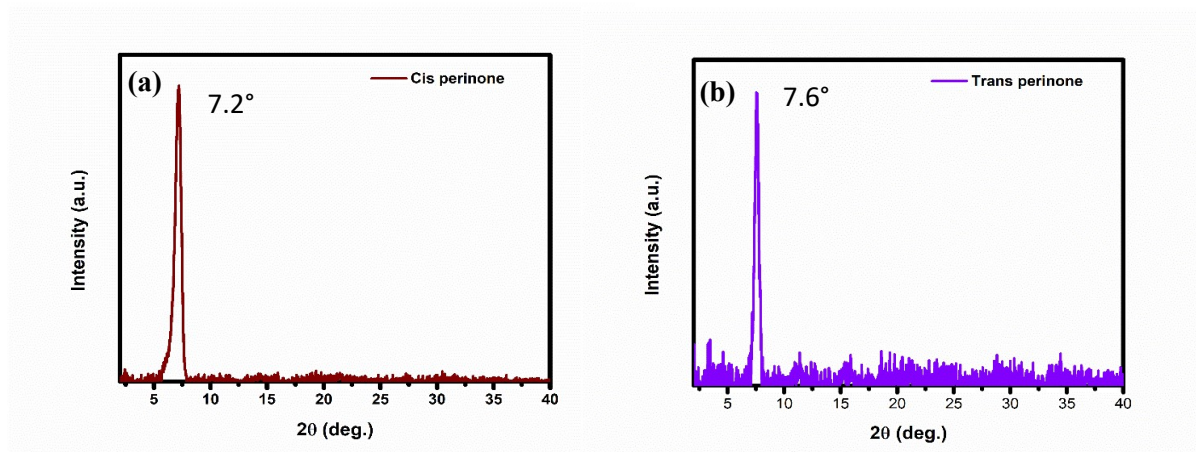 (a)
Cis perinone
7.2°
Intensity (a.u.)
5 10 15 20 25 30 35 40
2θ (deg.)
(b)
Trans perinone
7.6°
Intensity (a.u.)
5 10 15 20 25 30 35 40
2θ (deg.)